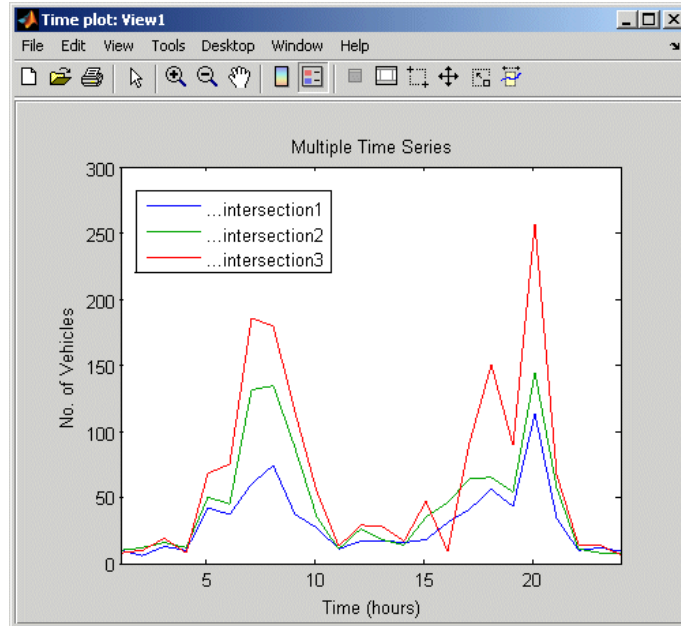 Time plot: View1
File Edit View Tools Desktop Window Help
Multiple Time Series
300
250
200
150
100
50
0
No. of Vehicles
...intersection1
...intersection2
...intersection3
5 10 15 20
Time (hours)